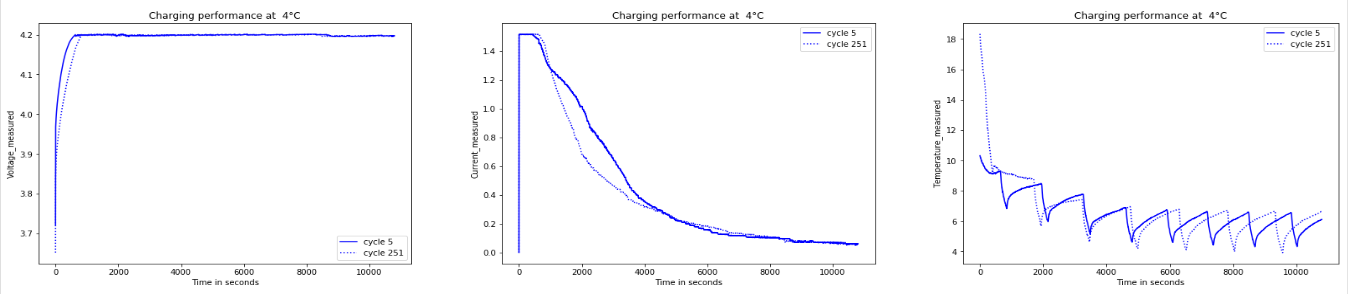 Charging performance at  4°C
Voltage_measured
4.2
4.1
4.0
3.9
3.8
3.7
0
2000
4000
6000
8000
10000
Time in seconds
cycle 5
cycle 251
Charging performance at  4°C
Current_measured
1.4
1.2
1.0
0.8
0.6
0.4
0.2
0.0
0
2000
4000
6000
8000
10000
Time in seconds
cycle 5
cycle 251
Charging performance at  4°C
Temperature_measured
18
16
14
12
10
8
6
4
0
2000
4000
6000
8000
10000
Time in seconds
cycle 5
cycle 251